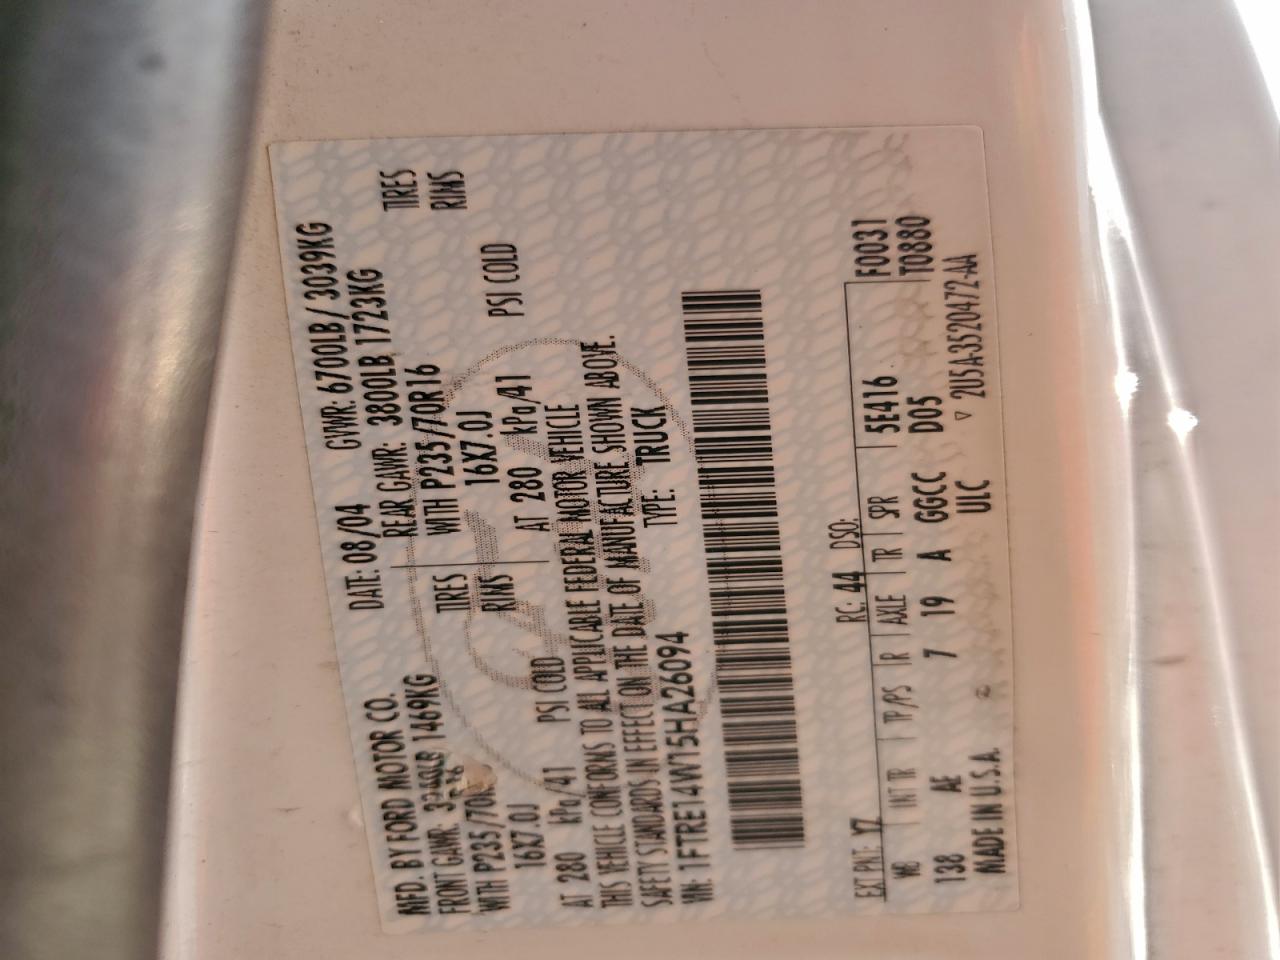 MFD. BY FORD MOTOR CO.
DATE: 08/04 GVWR: 6700LB / 3039KG
FRONT GAWR: 1469KG REAR GAWR: 3800LB 1723KG
WITH P235/70R TIRES WITH P235/70R16 TIRES
16X7.0J RIMS 16X7.0J RIMS
AT 280 kPa/41 PSI COLD AT 280 kPa/41 PSI COLD
THIS VEHICLE CONFORMS TO ALL APPLICABLE FEDERAL MOTOR VEHICLE
SAFETY STANDARDS IN EFFECT ON THE DATE OF MANUFACTURE SHOWN ABOVE.
VIN: 1FTRE14W15HA26094 TYPE: TRUCK
F0031
T0880
EXT PNT: YZ RC: 44 DSO: 5E416
WB INT TR TP/PS R AXLE TR SPR D05
138 AE 7 19 A GGCC
ULC
MADE IN U.S.A. ▽ 2U5A-3520472-AA